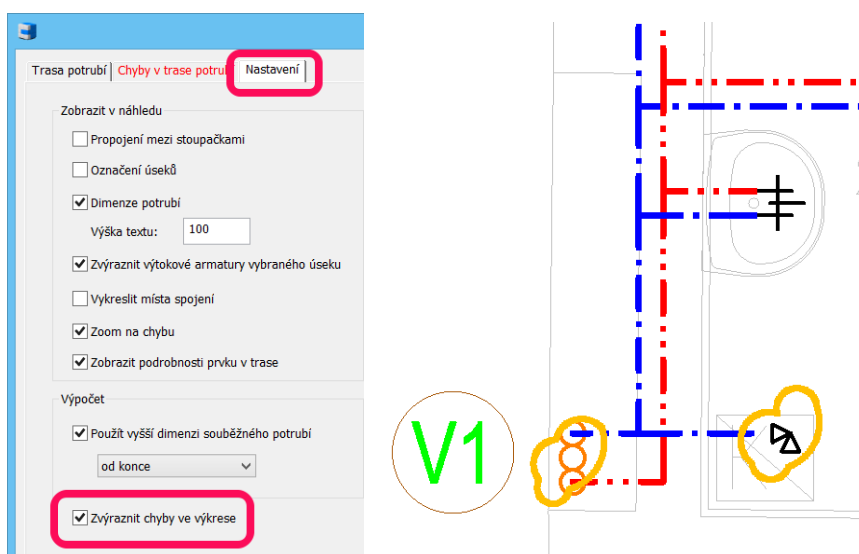 Trasa potrubí Chyby v trase potru Nastavení
Zobrazit v náhledu
Propojení mezi stoupačkami
Označení úseků
Dimenze potrubí
Výška textu: 100
Zvýraznit výtokové armatury vybraného úseku
Vykreslit místa spojení
Zoom na chybu
Zobrazit podrobnosti prvku v trase
Výpočet
Použít vyšší dimenzi souběžného potrubí
od konce
Zvýraznit chyby ve výkrese
V1